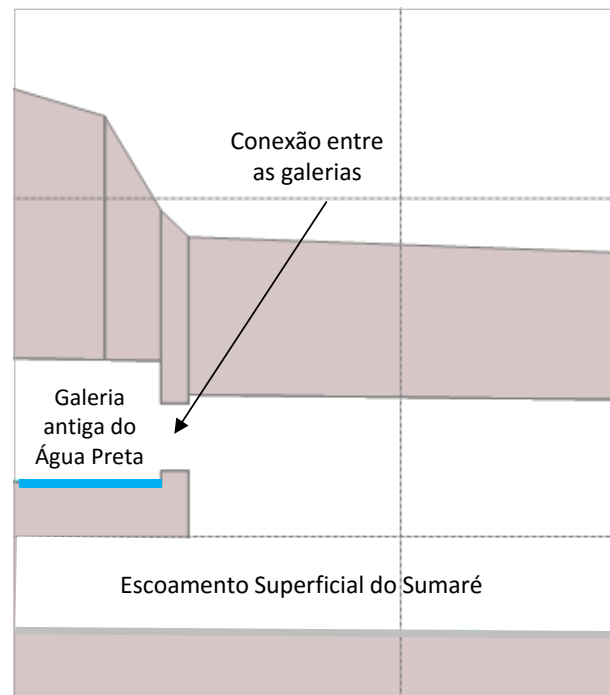 Conexão entre
as galerias
Galeria
antiga do
Água Preta
Escoamento Superficial do Sumaré